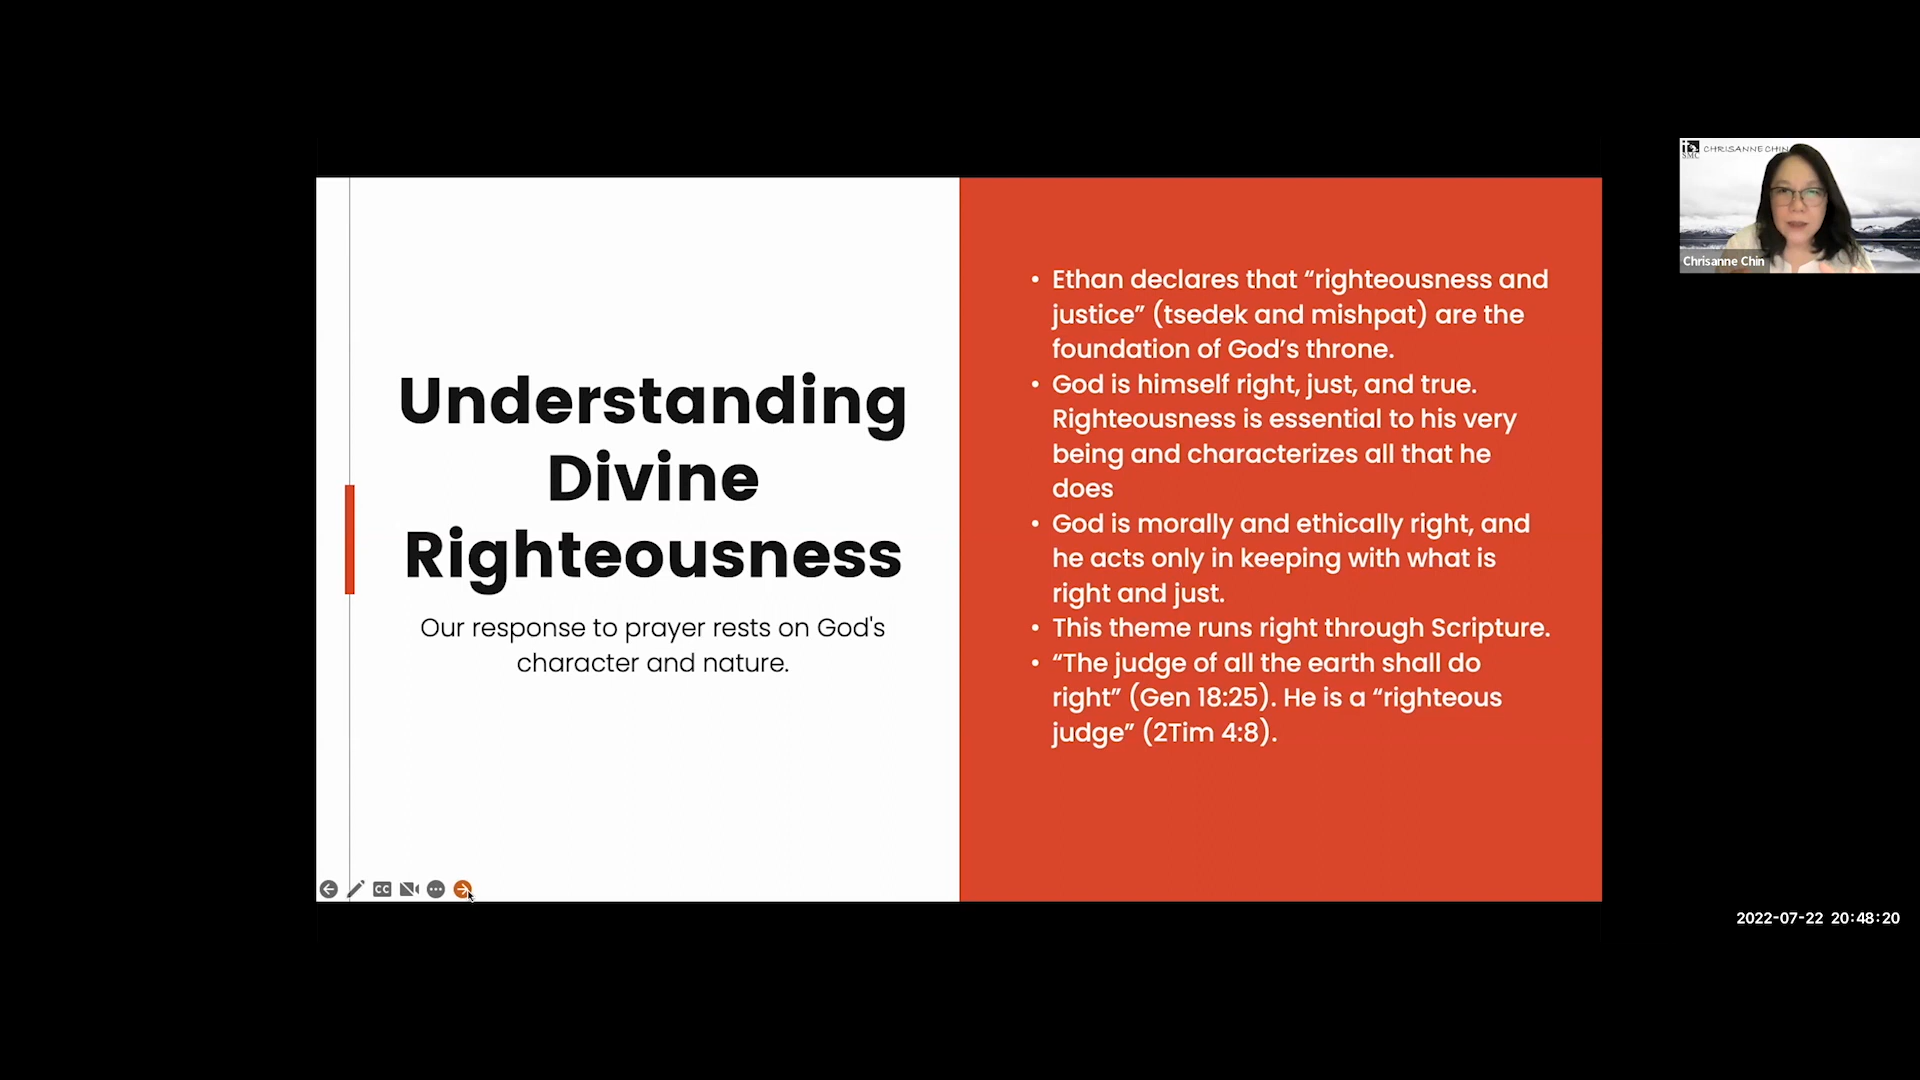 Understanding
Divine
Righteousness
Our response to prayer rests on God's
character and nature.
• Ethan declares that “righteousness and
justice” (tsedek and mishpat) are the
foundation of God’s throne.
• God is himself right, just, and true.
Righteousness is essential to his very
being and characterizes all that he
does
• God is morally and ethically right, and
he acts only in keeping with what is
right and just.
• This theme runs right through Scripture.
• “The judge of all the earth shall do
right” (Gen 18:25). He is a “righteous
judge” (2Tim 4:8).
CC
SMC
CHRISANNE CHIN
Chrisanne Chin
2022-07-22 20:48:20